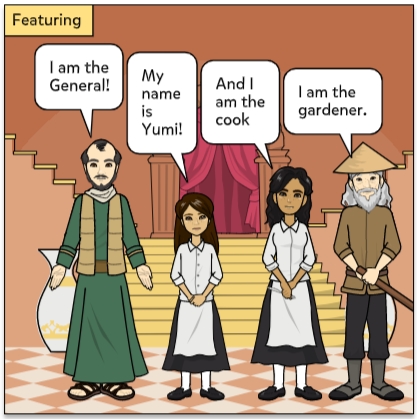 Featuring
I am the
General!
My
name
is
Yumi!
And I
am the
cook
I am the
gardener.